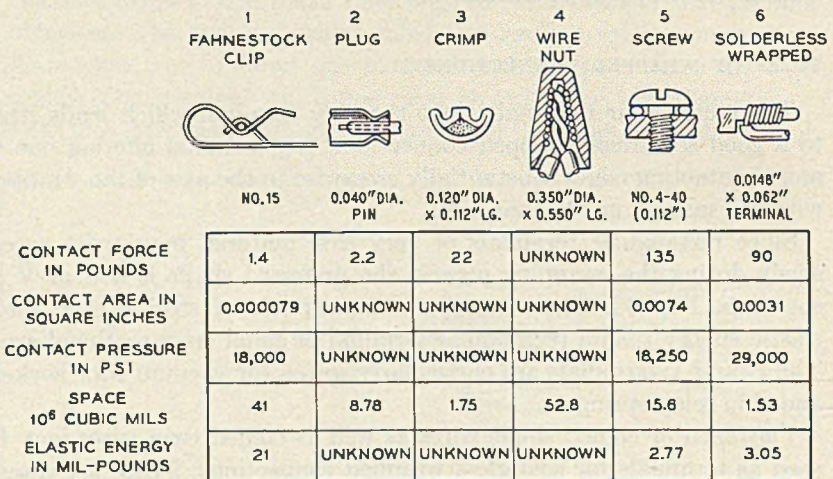 1 2 3 4 5 6
FAHNESTOCK CLIP PLUG CRIMP WIRE NUT SCREW SOLDERLESS WRAPPED
NO.15 0.040" DIA. PIN 0.120" DIA. X 0.112" LG. 0.350" DIA. X 0.550" LG. NO. 4-40 (0.112") 0.0148" X 0.062" TERMINAL
CONTACT FORCE IN POUNDS 1.4 2.2 22 UNKNOWN 135 90
CONTACT AREA IN SQUARE INCHES 0.000079 UNKNOWN UNKNOWN UNKNOWN 0.0074 0.0031
CONTACT PRESSURE IN PSI 18,000 UNKNOWN UNKNOWN UNKNOWN 18,250 29,000
SPACE 10⁶ CUBIC MILS 41 8.78 1.75 52.8 15.6 1.53
ELASTIC ENERGY IN MIL-POUNDS 21 UNKNOWN UNKNOWN UNKNOWN 2.77 3.05